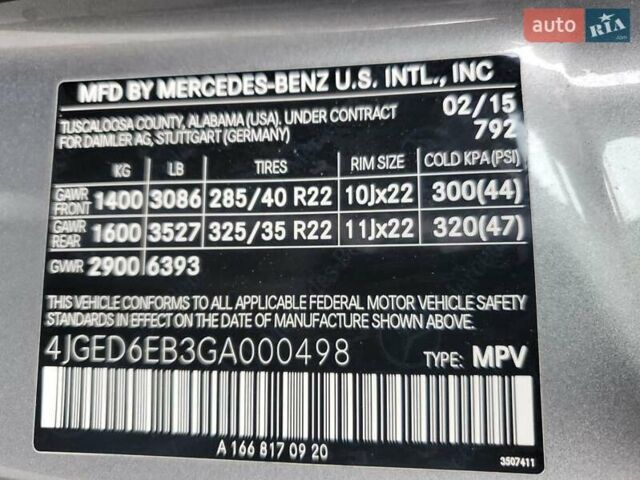 auto RIA
.com
MFD BY MERCEDES-BENZ U.S. INTL., INC
TUSCALOOSA COUNTY, ALABAMA (USA), UNDER CONTRACT 02/15
FOR DAIMLER AG, STUTTGART (GERMANY) 792
KG LB TIRES RIM SIZE COLD KPA(PSI)
GAWR FRONT 1400 3086 285/40 R22 10Jx22 300(44)
GAWR REAR 1600 3527 325/35 R22 11Jx22 320(47)
GVWR 2900 6393
THIS VEHICLE CONFORMS TO ALL APPLICABLE FEDERAL MOTOR VEHICLE SAFETY
STANDARDS IN EFFECT ON THE DATE OF MANUFACTURE SHOWN ABOVE.
4JGED6EB3GA000498 TYPE: MPV
A 166 817 09 20
3507411